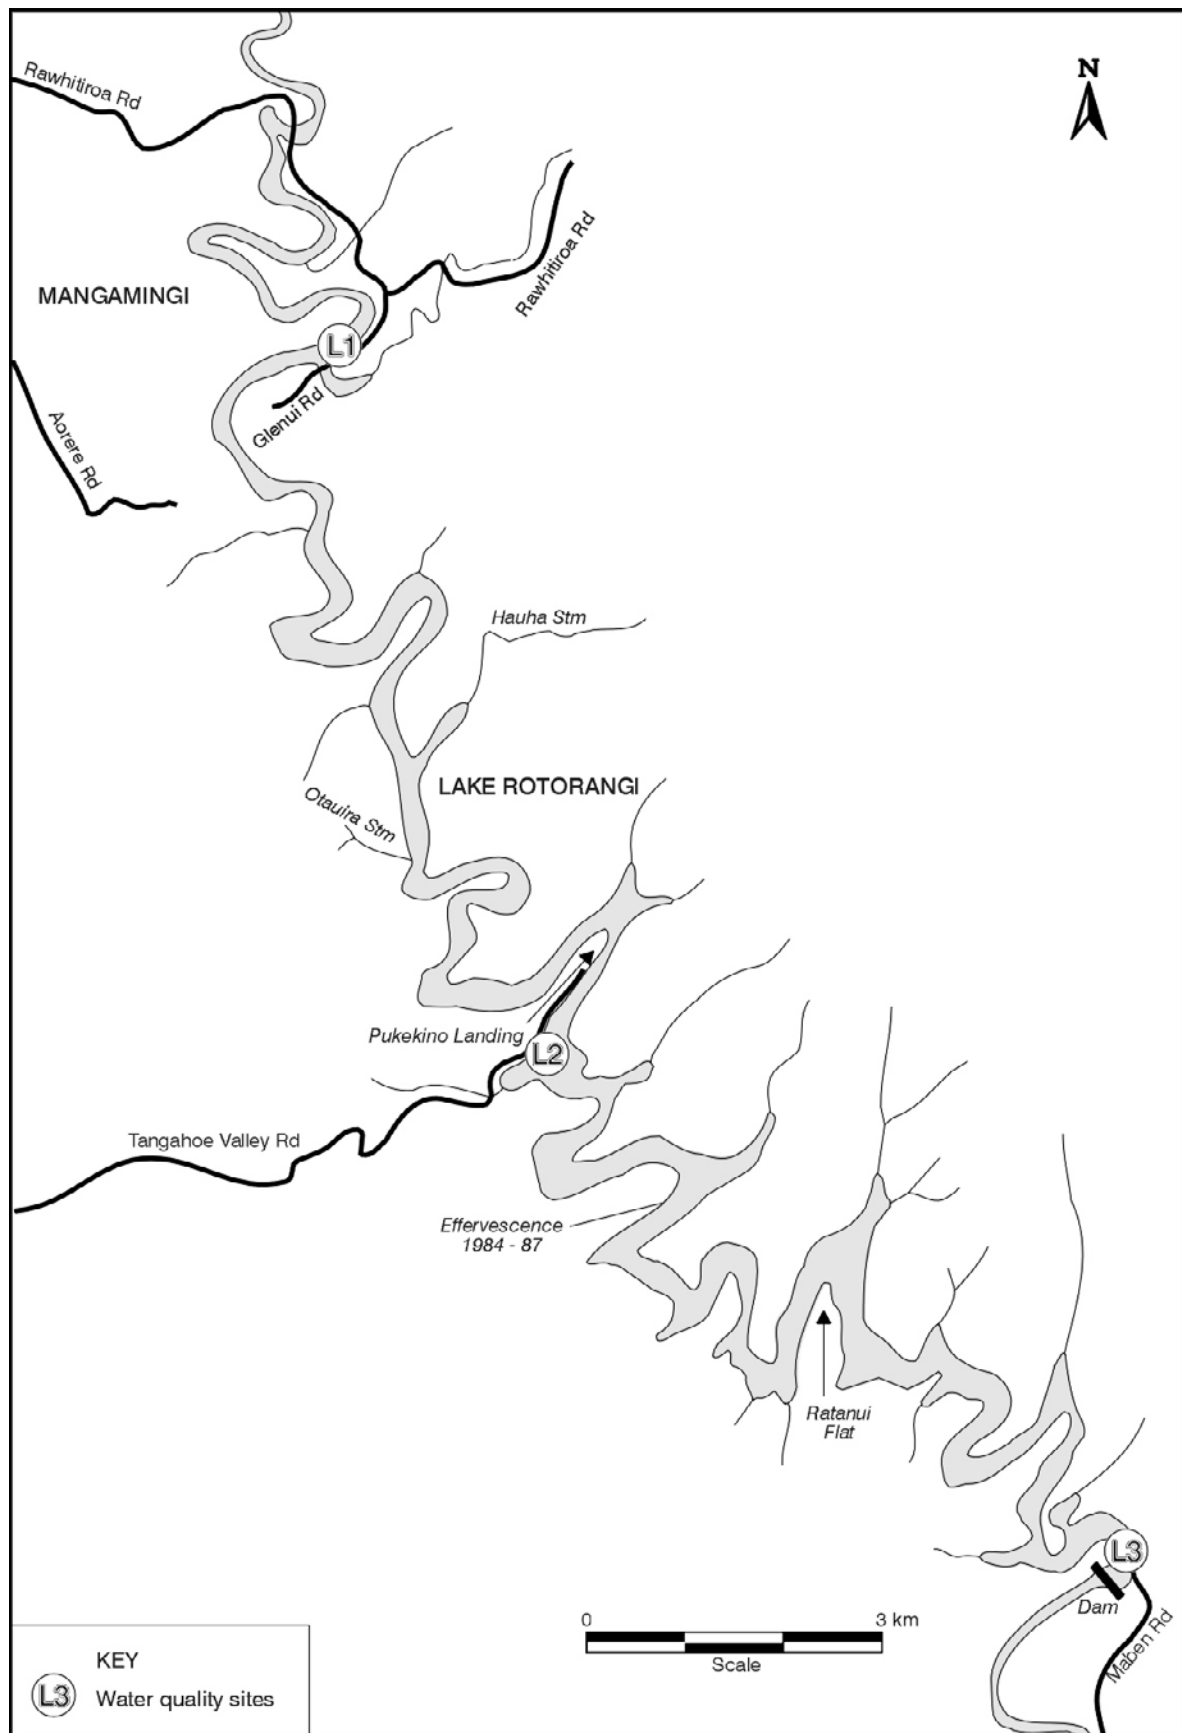 N
Rawhitiroa Rd
Rawhitiroa Rd
MANGAMINGI
L1
Glenui Rd
Aorere Rd
Hauha Stm
LAKE ROTORANGI
Otauira Stm
Pukekino Landing
L2
Tangahoe Valley Rd
Effervescence
1984 - 87
Ratanui
Flat
L3
Dam
Maben Rd
0
3 km
Scale
KEY
L3
Water quality sites